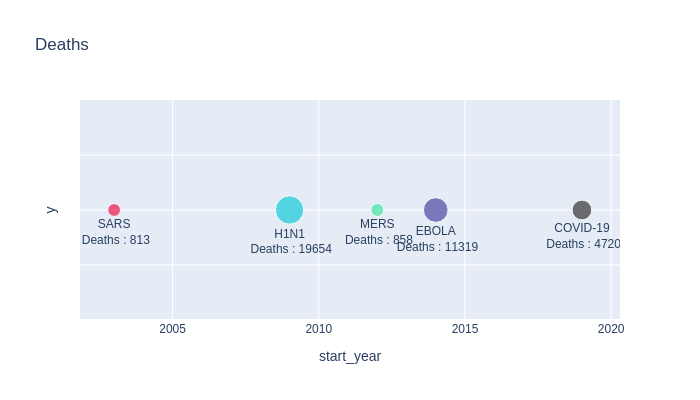 Deaths
y
SARS
Deaths : 813
H1N1
Deaths : 19654
MERS
Deaths : 858
EBOLA
Deaths : 11319
COVID-19
Deaths : 4720
2005
2010
2015
2020
start_year